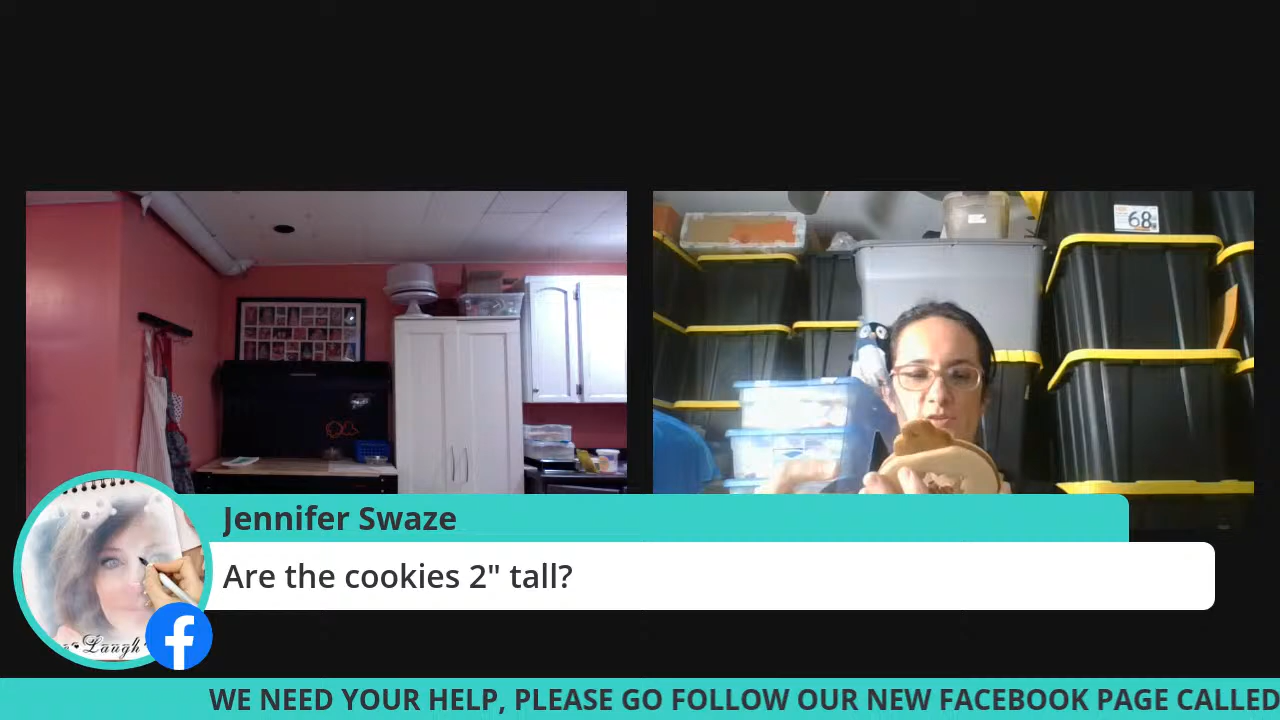 68
Jennifer Swaze
Are the cookies 2" tall?
Laugh
WE NEED YOUR HELP, PLEASE GO FOLLOW OUR NEW FACEBOOK PAGE CALLED